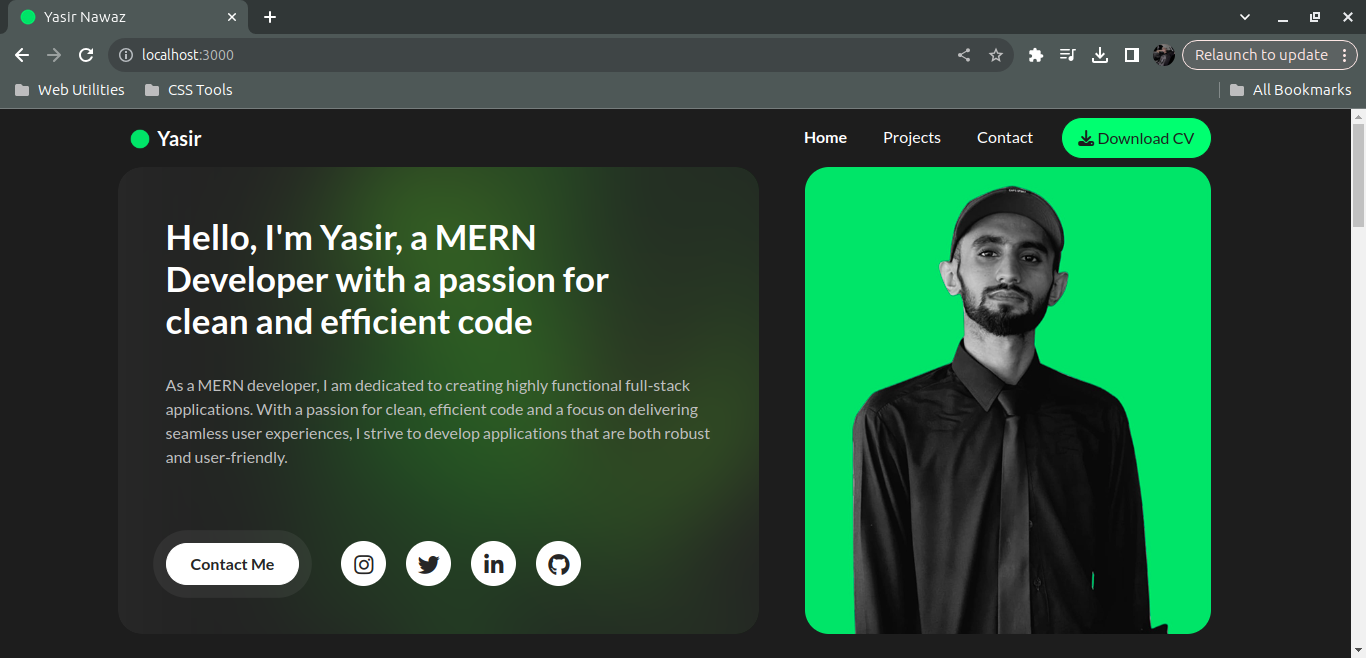 Yasir Nawaz
localhost:3000
Relaunch to update
Web Utilities
CSS Tools
All Bookmarks
Yasir
Home
Projects
Contact
Download CV
Hello, I'm Yasir, a MERN
Developer with a passion for
clean and efficient code
As a MERN developer, I am dedicated to creating highly functional full-stack
applications. With a passion for clean, efficient code and a focus on delivering
seamless user experiences, I strive to develop applications that are both robust
and user-friendly.
Contact Me
in